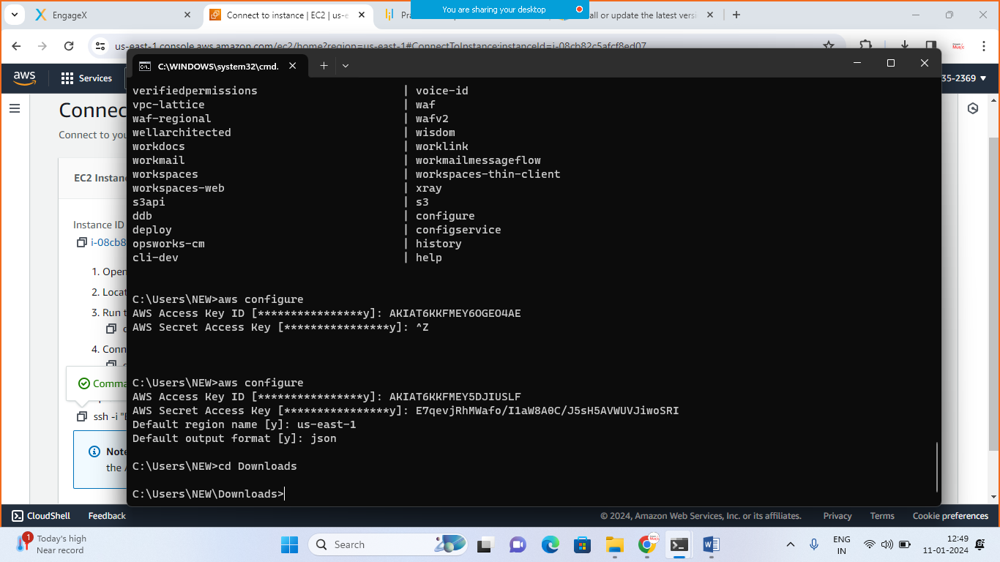 EngageX
Connect to instance | EC2 | us-e
You are sharing your desktop
all or update the latest versi
us-east-1.console.aws.amazon.com/ec2/home?region=us-east-1#ConnectToInstance:instanceId=i-08cb82c5afcf8ed07
aws
Services
35-2369
C:\WINDOWS\system32\cmd.
Connec
Connect to you
EC2 Instan
Instance ID
i-08cb8
1. Open
2. Locat
3. Run t
4. Conn
Comma
ssh -i "E
Note
the
verifiedpermissions | voice-id
vpc-lattice | waf
waf-regional | wafv2
wellarchitected | wisdom
workdocs | worklink
workmail | workmailmessageflow
workspaces | workspaces-thin-client
workspaces-web | xray
s3api | s3
ddb | configure
deploy | configservice
opsworks-cm | history
cli-dev | help
C:\Users\NEW>aws configure
AWS Access Key ID [****************y]: AKIAT6KKFMEY6OGEO4AE
AWS Secret Access Key [****************y]: ^Z
C:\Users\NEW>aws configure
AWS Access Key ID [****************y]: AKIAT6KKFMEY5DJIUSLF
AWS Secret Access Key [****************y]: 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
Default region name [y]: us-east-1
Default output format [y]: json
C:\Users\NEW>cd Downloads
C:\Users\NEW\Downloads>
CloudShell
Feedback
© 2024, Amazon Web Services, Inc. or its affiliates.
Privacy
Terms
Cookie preferences
1
Today's high
Near record
Search
ENG
IN
12:49
11-01-2024